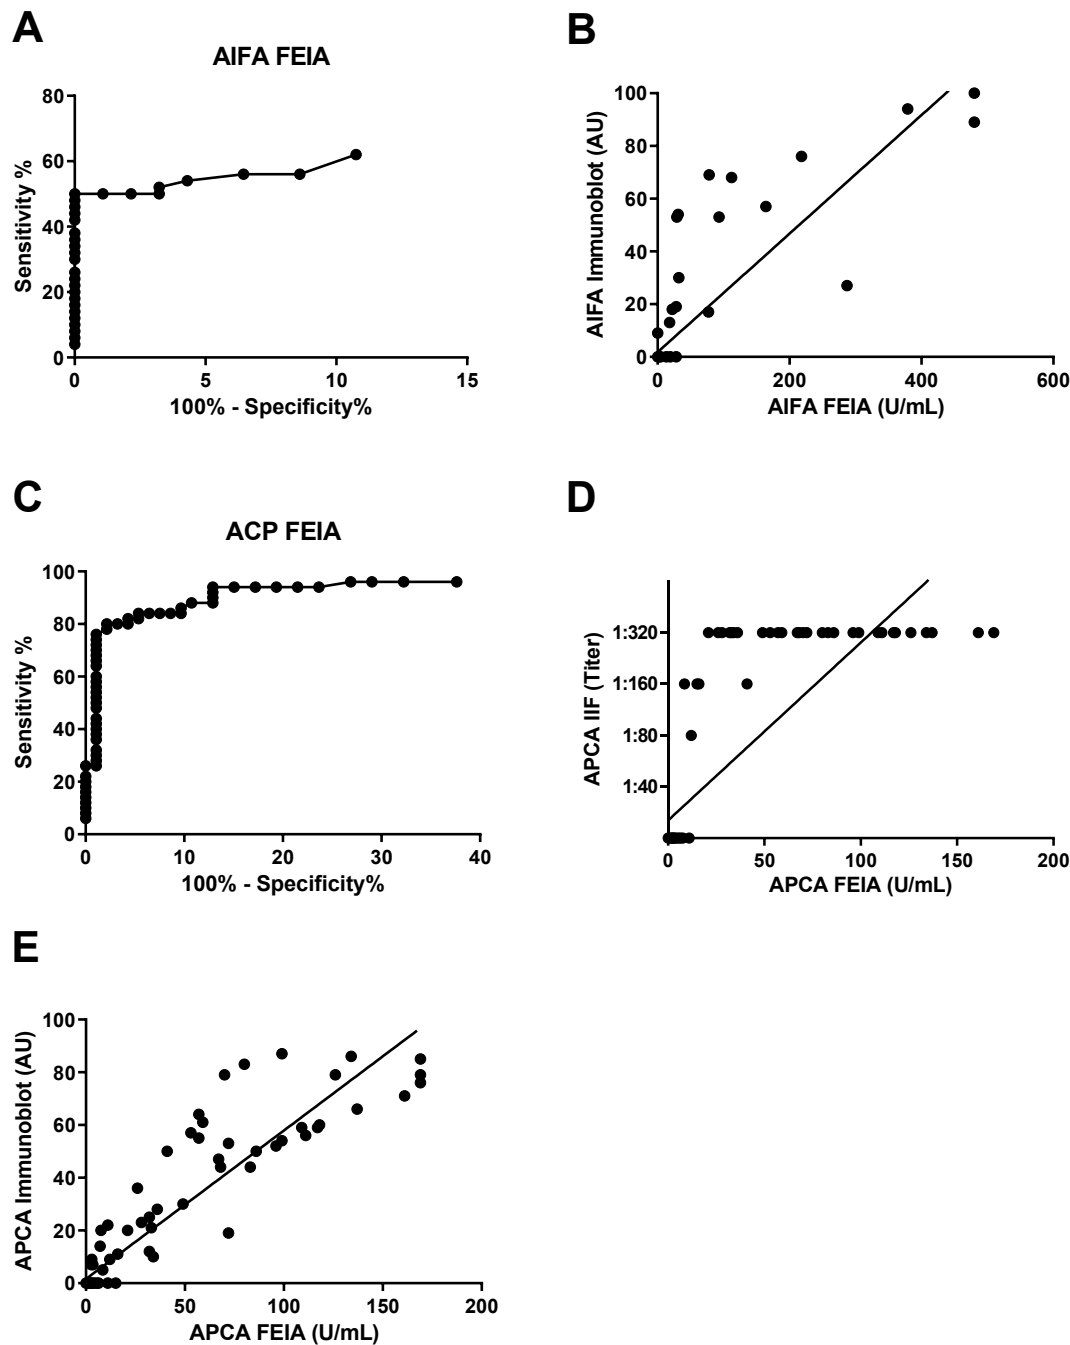 A
AIFA FEIA
80
60
40
20
0
Sensitivity %
0 5 10 15
100% - Specificity%
B
100
80
60
40
20
0
AIFA Immunoblot (AU)
0 200 400 600
AIFA FEIA (U/mL)
C
ACP FEIA
100
80
60
40
20
0
Sensitivity %
0 10 20 30 40
100% - Specificity%
D
1:320
1:160
1:80
1:40
APCA IIF (Titer)
0 50 100 150 200
APCA FEIA (U/mL)
E
100
80
60
40
20
0
APCA Immunoblot (AU)
0 50 100 150 200
APCA FEIA (U/mL)